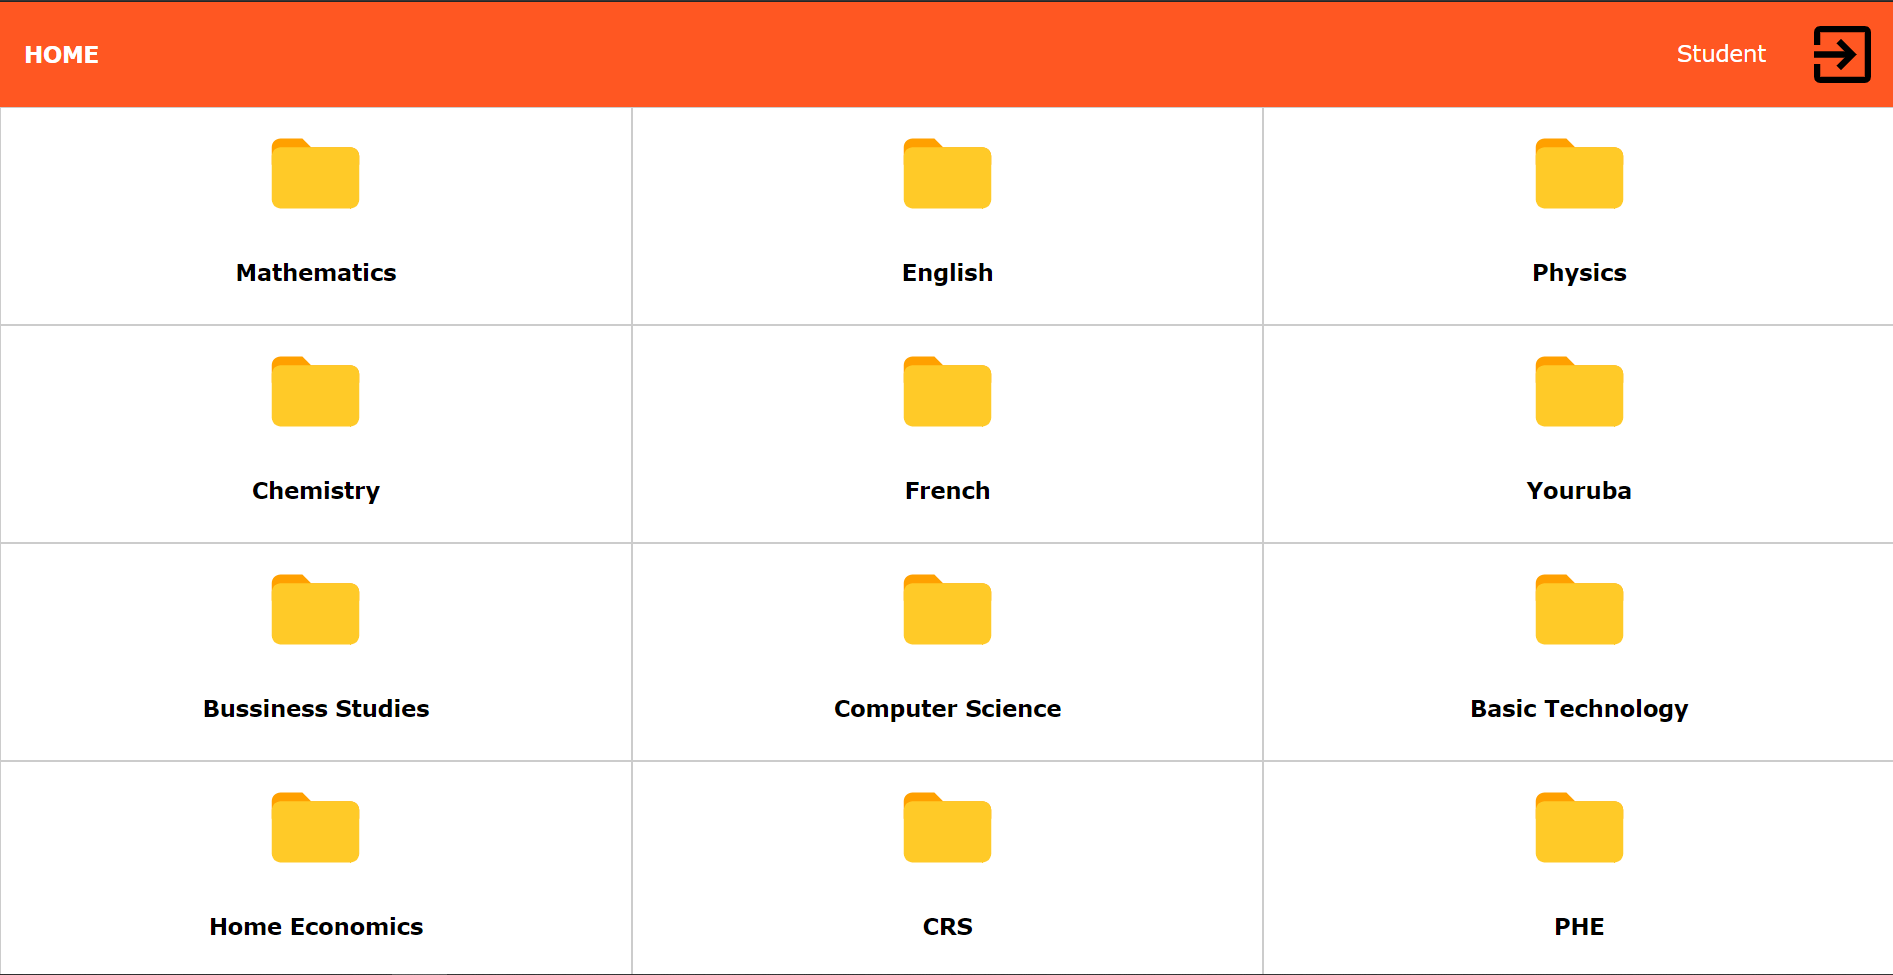 HOME
Student
Mathematics
English
Physics
Chemistry
French
Youruba
Bussiness Studies
Computer Science
Basic Technology
Home Economics
CRS
PHE